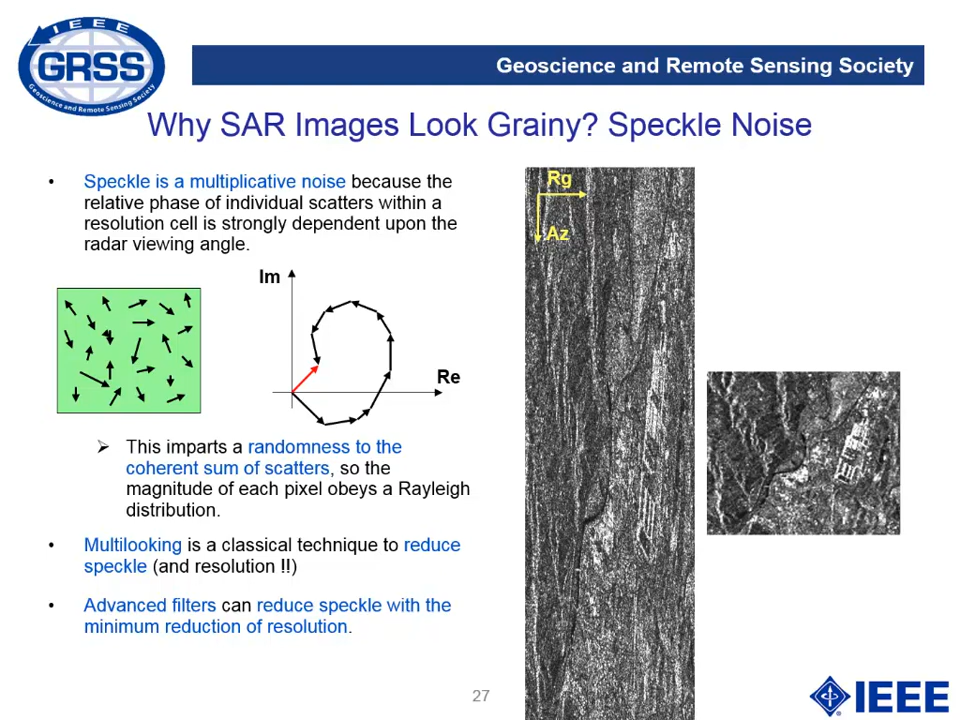 IEEE
GRSS
Geoscience and Remote Sensing Society
Geoscience and Remote Sensing Society
Why SAR Images Look Grainy? Speckle Noise
• Speckle is a multiplicative noise because the
relative phase of individual scatters within a
resolution cell is strongly dependent upon the
radar viewing angle.
Im
Re
➢ This imparts a randomness to the
coherent sum of scatters, so the
magnitude of each pixel obeys a Rayleigh
distribution.
• Multilooking is a classical technique to reduce
speckle (and resolution !!)
• Advanced filters can reduce speckle with the
minimum reduction of resolution.
Rg
Az
27
IEEE